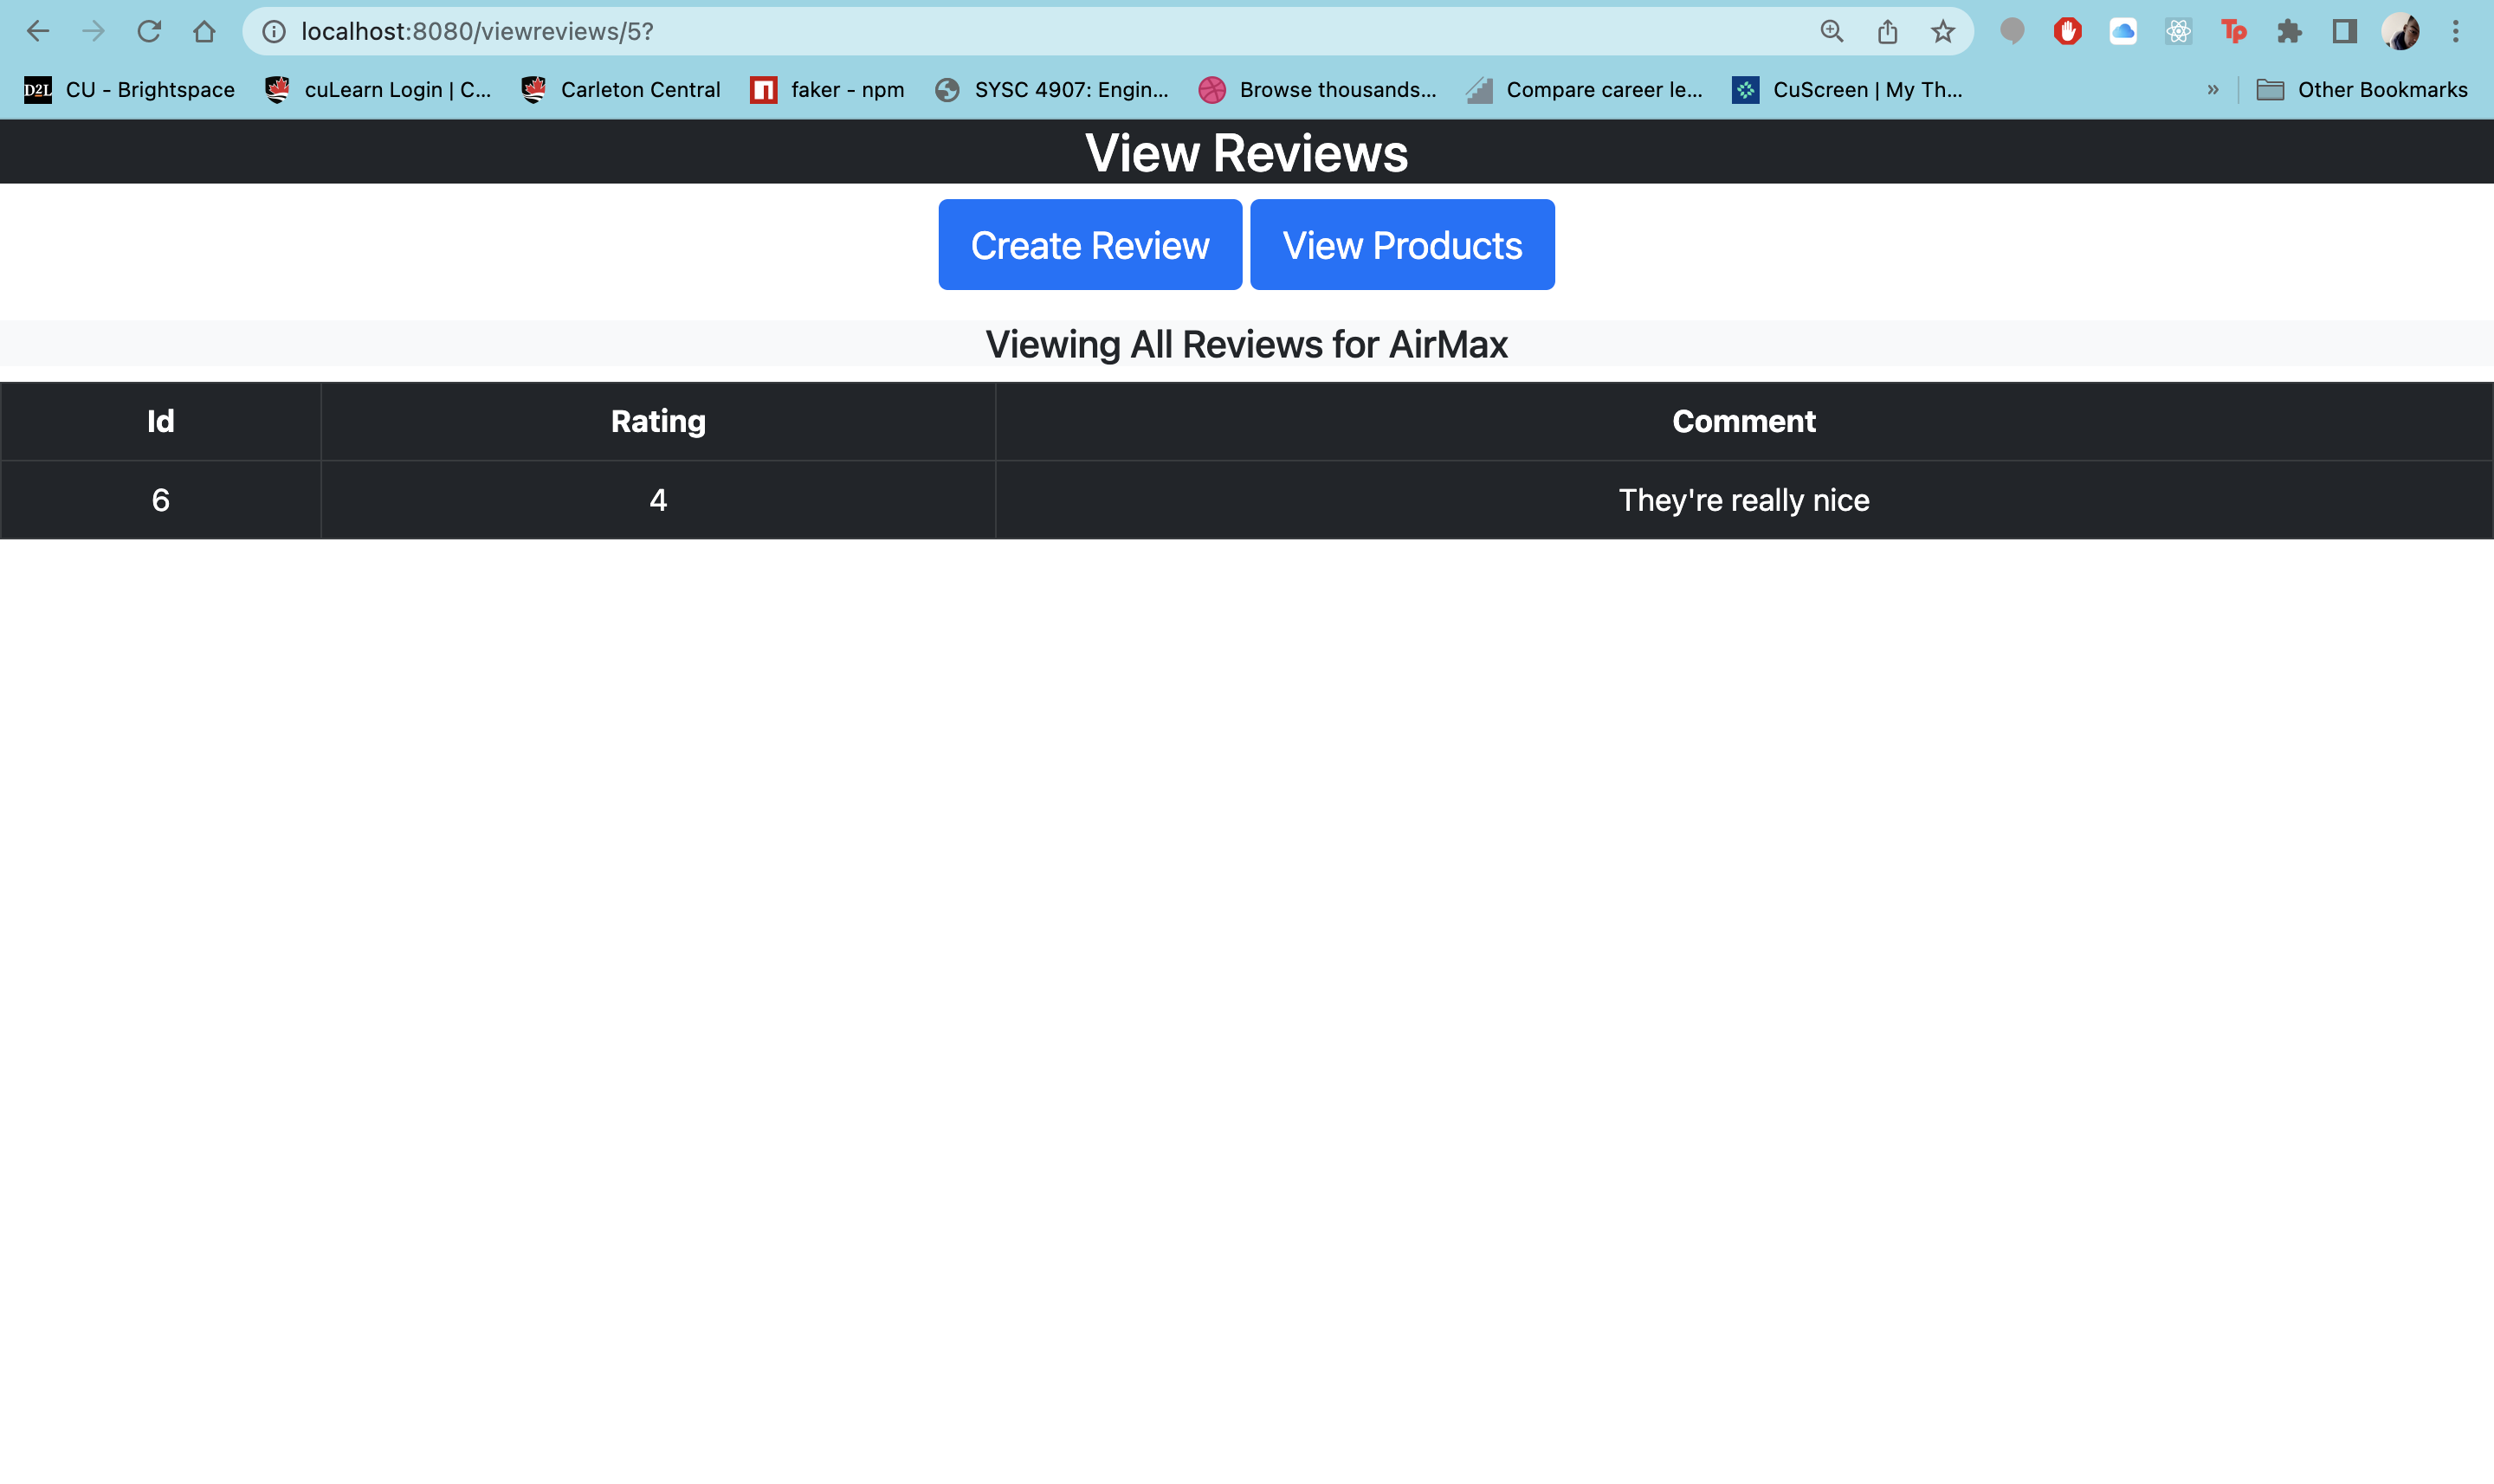 localhost:8080/viewreviews/5?
Tp
D2L CU - Brightspace cuLearn Login | C... Carleton Central faker - npm SYSC 4907: Engin... Browse thousands... Compare career le... CuScreen | My Th... » Other Bookmarks
View Reviews
Create Review View Products
Viewing All Reviews for AirMax
Id Rating Comment
6 4 They're really nice